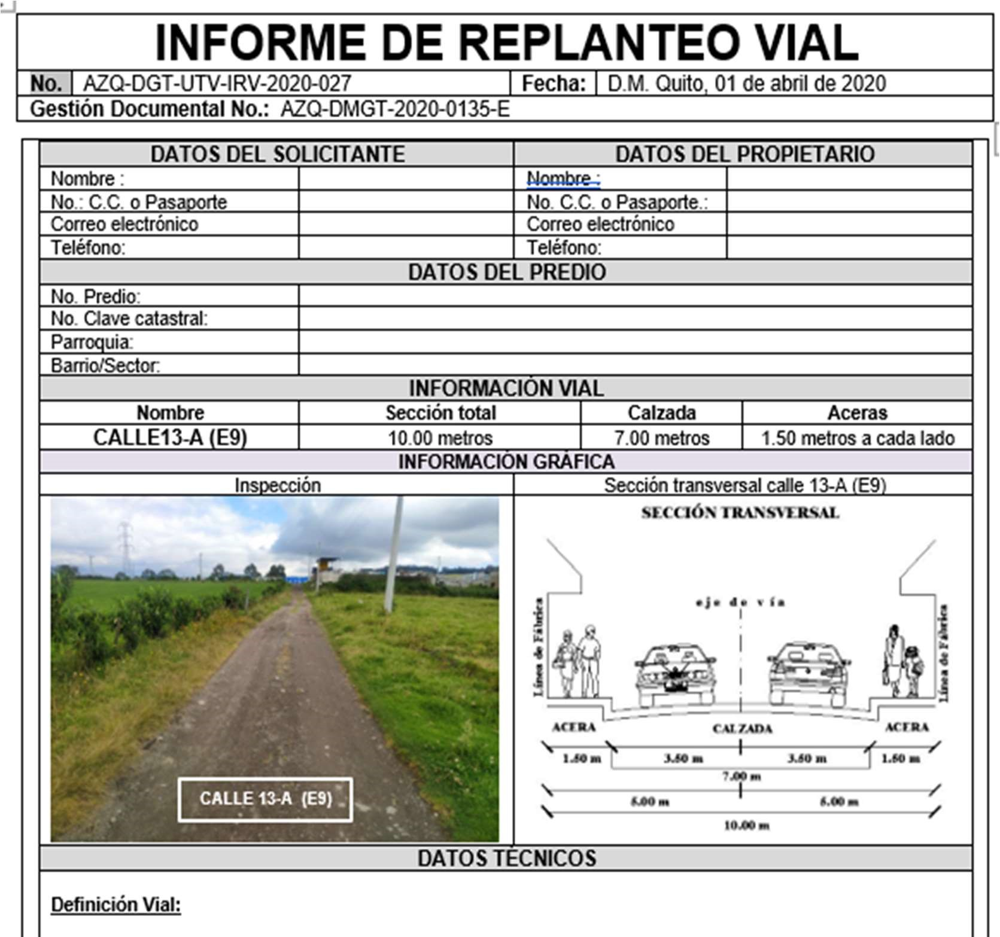 INFORME DE REPLANTEO VIAL
No. AZQ-DGT-UTV-IRV-2020-027 Fecha: D.M. Quito, 01 de abril de 2020
Gestión Documental No.: AZQ-DMGT-2020-0135-E
DATOS DEL SOLICITANTE DATOS DEL PROPIETARIO
Nombre : Nombre :
No.: C.C. o Pasaporte No. C.C. o Pasaporte.:
Correo electrónico Correo electrónico
Teléfono: Teléfono:
DATOS DEL PREDIO
No. Predio:
No. Clave catastral:
Parroquia:
Barrio/Sector:
INFORMACIÓN VIAL
Nombre Sección total Calzada Aceras
CALLE13-A (E9) 10.00 metros 7.00 metros 1.50 metros a cada lado
INFORMACIÓN GRÁFICA
Inspección Sección transversal calle 13-A (E9)
SECCIÓN TRANSVERSAL
eje de vía
Línea de Fábrica Línea de Fábrica
ACERA CALZADA ACERA
1.50 m 3.50 m 3.50 m 1.50 m
7.00 m
5.00 m 5.00 m
10.00 m
CALLE 13-A (E9)
DATOS TÉCNICOS
Definición Vial: